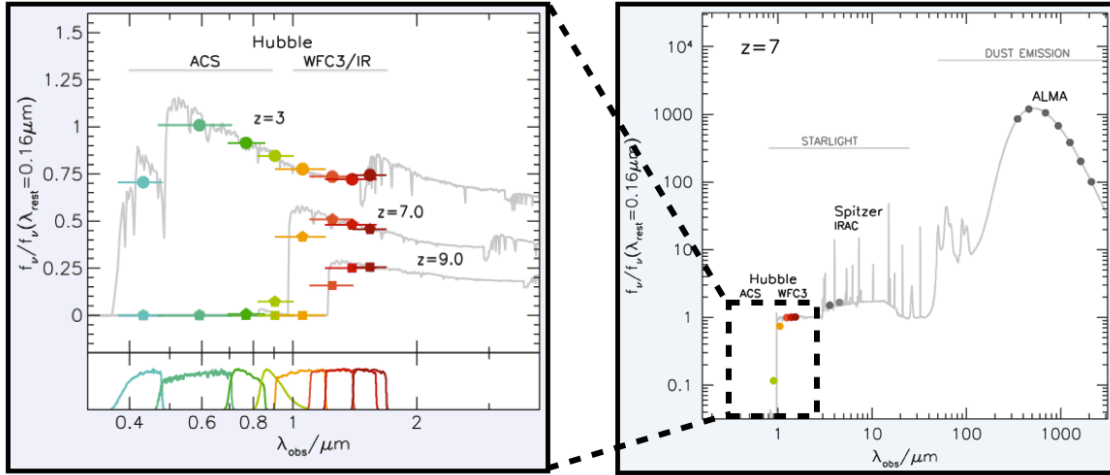 Hubble
ACS
WFC3/IR
z=3
z=7.0
z=9.0
1.5
1.25
1
0.75
0.5
0.25
0
f_ν/f_ν(λ_rest=0.16μm)
0.4
0.6
0.8
1
2
λ_obs/μm
z=7
DUST EMISSION
ALMA
STARLIGHT
Spitzer
IRAC
Hubble
ACS WFC3
10⁴
1000
100
10
1
0.1
f_ν/f_ν(λ_rest=0.16μm)
1
10
100
1000
λ_obs/μm